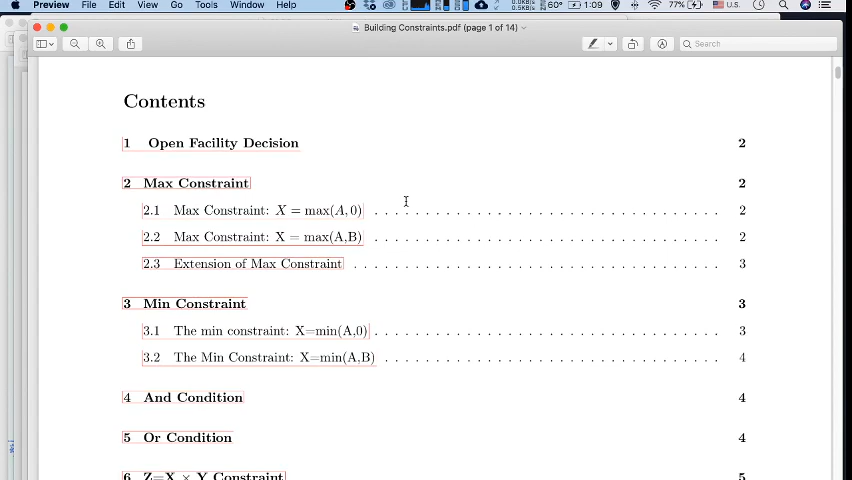 Preview File Edit View Go Tools Window Help 60° 1:09 77% U.S.
Building Constraints.pdf (page 1 of 14)
Search
Contents
1 Open Facility Decision 2
2 Max Constraint 2
2.1 Max Constraint: X = max(A, 0) . . . . . . . . . . . . . . . . . . . . . . . . . . . . 2
2.2 Max Constraint: X = max(A,B) . . . . . . . . . . . . . . . . . . . . . . . . . . . . 2
2.3 Extension of Max Constraint . . . . . . . . . . . . . . . . . . . . . . . . . . . . . 3
3 Min Constraint 3
3.1 The min constraint: X=min(A,0) . . . . . . . . . . . . . . . . . . . . . . . . . . . . 3
3.2 The Min Constraint: X=min(A,B) . . . . . . . . . . . . . . . . . . . . . . . . . . . 4
4 And Condition 4
5 Or Condition 4
6 Z=X × Y Constraint 5